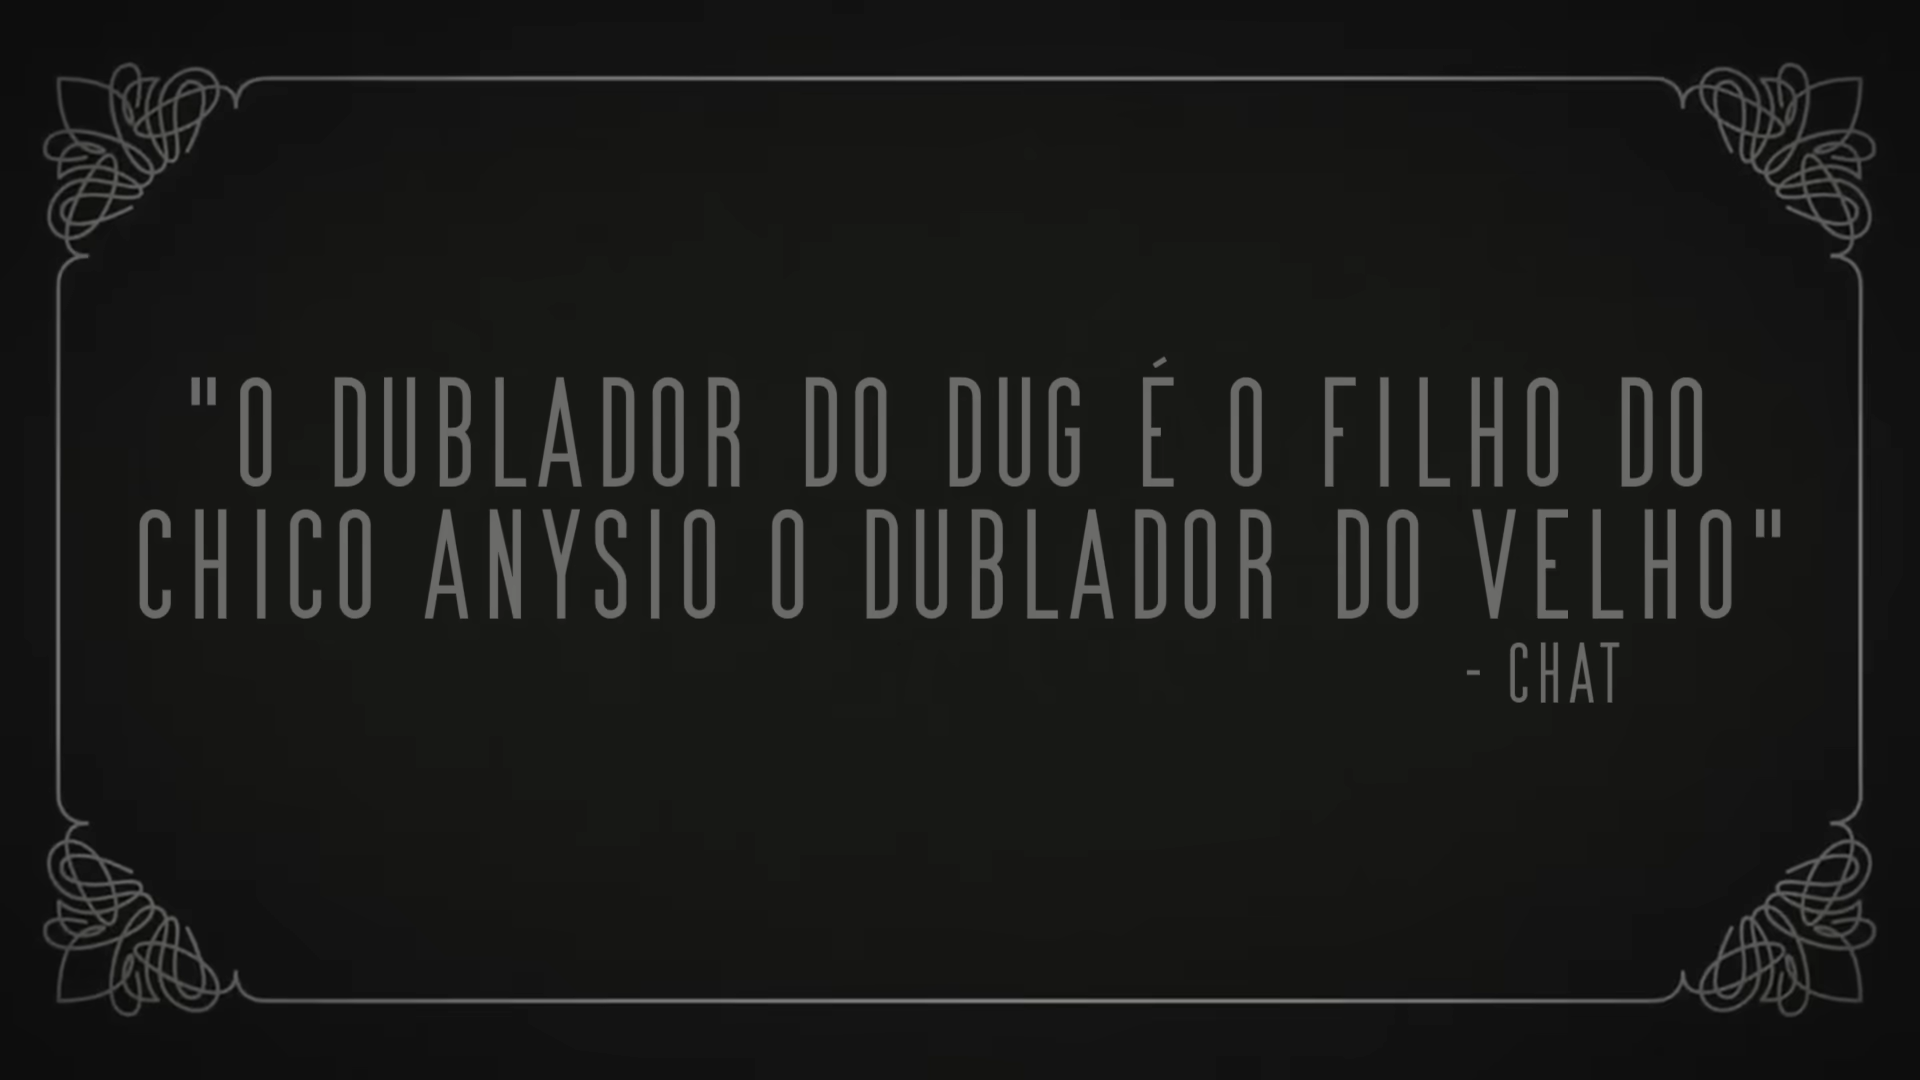 "O DUBLADOR DO DUG É O FILHO DO
CHICO ANYSIO O DUBLADOR DO VELHO"
- CHAT